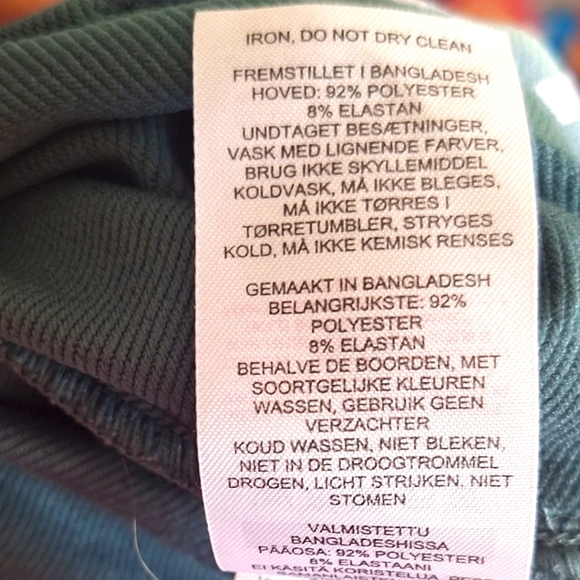 IRON, DO NOT DRY CLEAN
FREMSTILLET I BANGLADESH
HOVED: 92% POLYESTER
8% ELASTAN
UNDTAGET BESÆTNINGER,
VASK MED LIGNENDE FARVER,
BRUG IKKE SKYLLEMIDDEL
KOLDVASK, MÅ IKKE BLEGES,
MÅ IKKE TØRRES I
TØRRETUMBLER, STRYGES
KOLD, MÅ IKKE KEMISK RENSES
GEMAAKT IN BANGLADESH
BELANGRIJKSTE: 92%
POLYESTER
8% ELASTAN
BEHALVE DE BOORDEN, MET
SOORTGELIJKE KLEUREN
WASSEN, GEBRUIK GEEN
VERZACHTER
KOUD WASSEN, NIET BLEKEN,
NIET IN DE DROOGTROMMEL
DROGEN, LICHT STRIJKEN, NIET
STOMEN
VALMISTETTU
BANGLADESHISSA
PÄÄOSA: 92% POLYESTERI
8% ELASTAANI
EI KÄSITÄ KORISTELUA